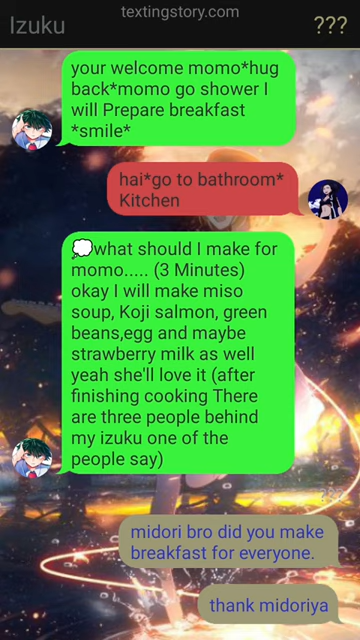 textingstory.com
Izuku
???
your welcome momo*hug
back*momo go shower I
will Prepare breakfast
*smile*
hai*go to bathroom*
Kitchen
💭what should I make for
momo..... (3 Minutes)
okay I will make miso
soup, Koji salmon, green
beans,egg and maybe
strawberry milk as well
yeah she'll love it (after
finishing cooking There
are three people behind
my izuku one of the
people say)
???
midori bro did you make
breakfast for everyone.
thank midoriya